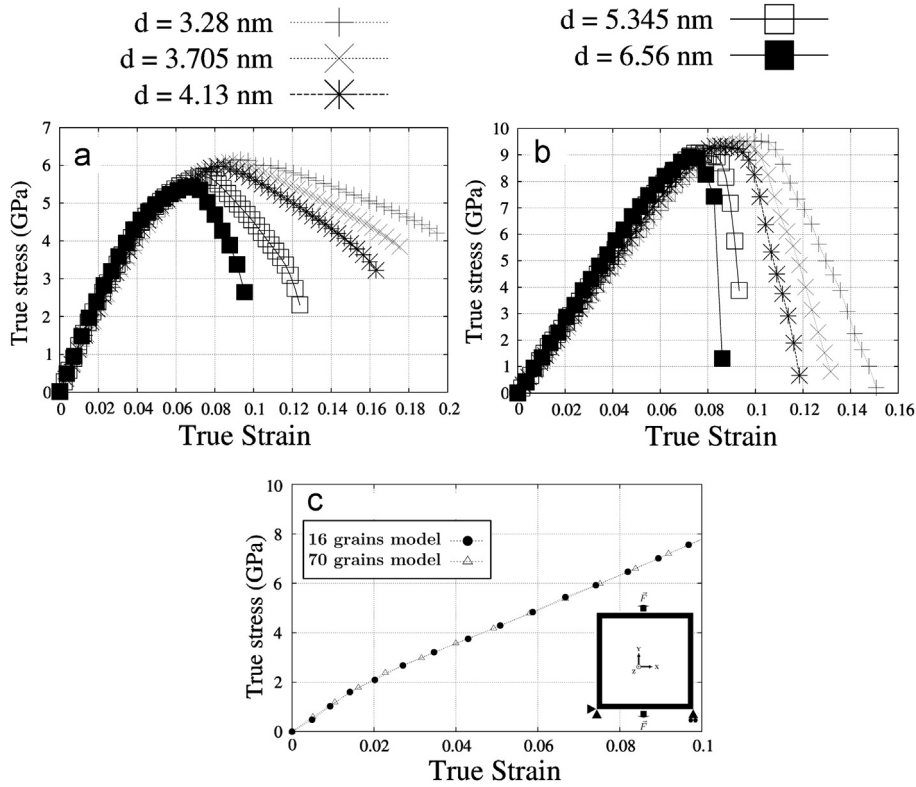 d = 3.28 nm
d = 3.705 nm
d = 4.13 nm
d = 5.345 nm
d = 6.56 nm
a
True stress (GPa)
7
6
5
4
3
2
1
0
0 0.02 0.04 0.06 0.08 0.1 0.12 0.14 0.16 0.18 0.2
True Strain
b
True stress (GPa)
10
9
8
7
6
5
4
3
2
1
0
0 0.02 0.04 0.06 0.08 0.1 0.12 0.14 0.16
True Strain
c
16 grains model
70 grains model
True stress (GPa)
10
8
6
4
2
0
F
Y
Z X
F
0 0.02 0.04 0.06 0.08 0.1
True Strain